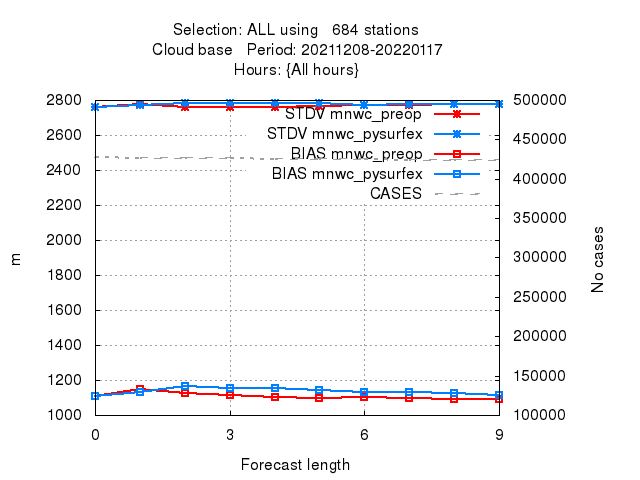 Selection: ALL using   684 stations
Cloud base   Period: 20211208-20220117
Hours: {All hours}
2800
2600
2400
2200
2000
1800
1600
1400
1200
1000
m
STDV mnwc_preop
STDV mnwc_pysurfex
BIAS mnwc_preop
BIAS mnwc_pysurfex
CASES
500000
450000
400000
350000
300000
250000
200000
150000
100000
No cases
0
3
6
9
Forecast length